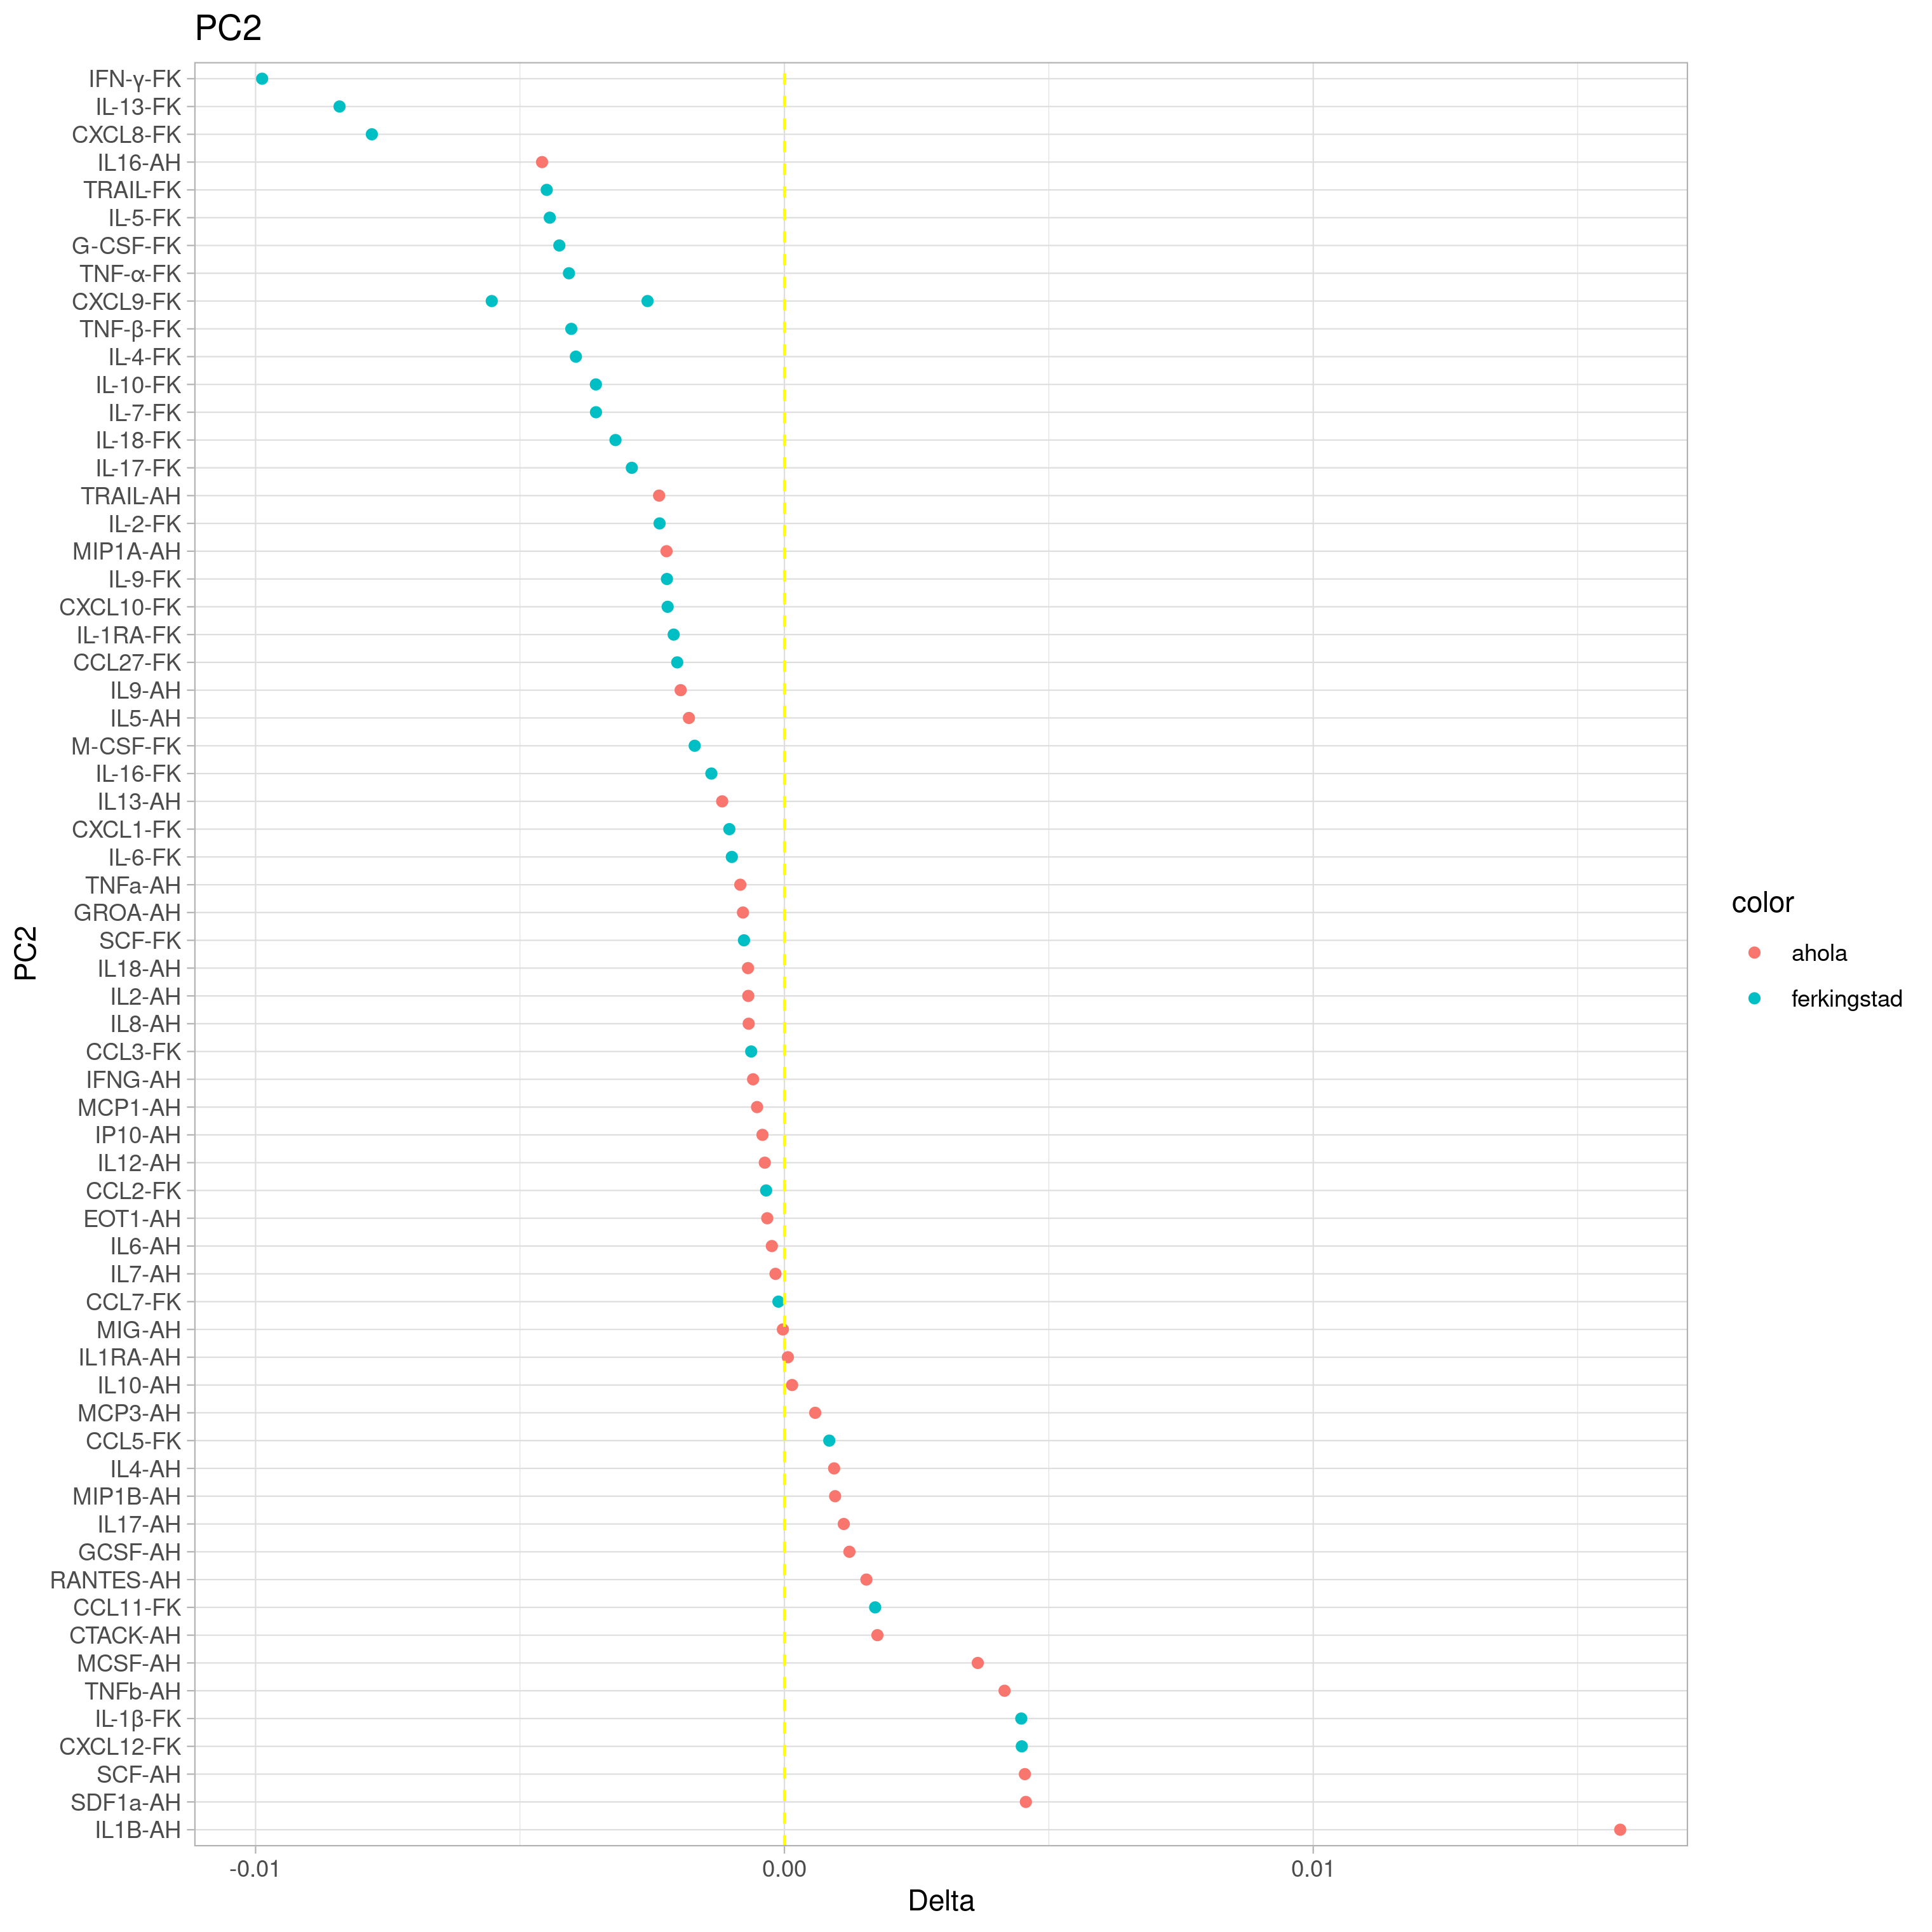 PC2
IFN-γ-FK
IL-13-FK
CXCL8-FK
IL16-AH
TRAIL-FK
IL-5-FK
G-CSF-FK
TNF-α-FK
CXCL9-FK
TNF-β-FK
IL-4-FK
IL-10-FK
IL-7-FK
IL-18-FK
IL-17-FK
TRAIL-AH
IL-2-FK
MIP1A-AH
IL-9-FK
CXCL10-FK
IL-1RA-FK
CCL27-FK
IL9-AH
IL5-AH
M-CSF-FK
IL-16-FK
IL13-AH
CXCL1-FK
IL-6-FK
TNFa-AH
GROA-AH
SCF-FK
IL18-AH
IL2-AH
IL8-AH
CCL3-FK
IFNG-AH
MCP1-AH
IP10-AH
IL12-AH
CCL2-FK
EOT1-AH
IL6-AH
IL7-AH
CCL7-FK
MIG-AH
IL1RA-AH
IL10-AH
MCP3-AH
CCL5-FK
IL4-AH
MIP1B-AH
IL17-AH
GCSF-AH
RANTES-AH
CCL11-FK
CTACK-AH
MCSF-AH
TNFb-AH
IL-1β-FK
CXCL12-FK
SCF-AH
SDF1a-AH
IL1B-AH
PC2
-0.01 0.00 0.01
Delta
color
ahola
ferkingstad